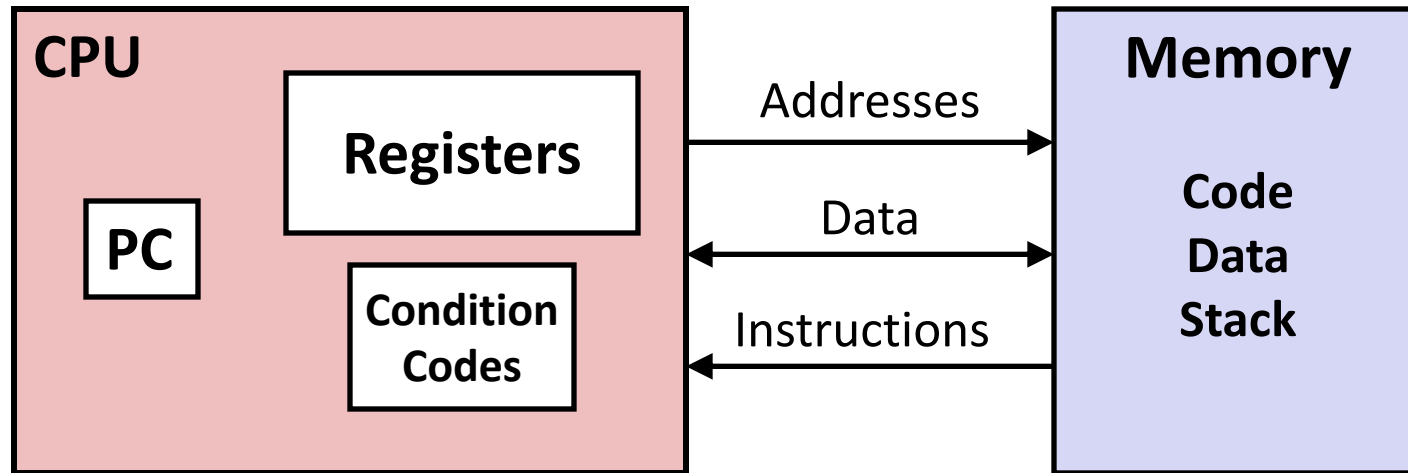 CPU
Registers
PC
Condition
Codes
Addresses
Data
Instructions
Memory
Code
Data
Stack